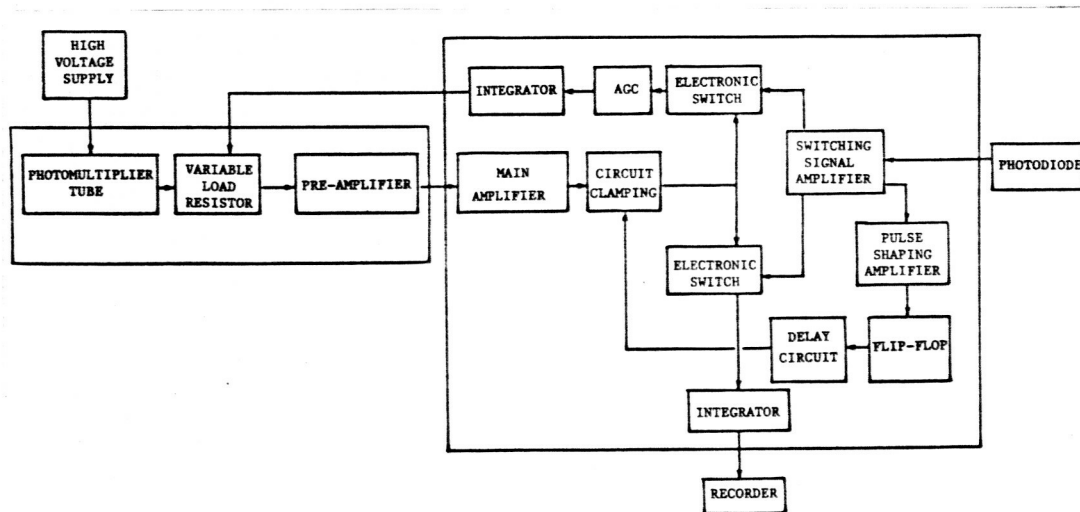 HIGH
VOLTAGE
SUPPLY
INTEGRATOR
AGC
ELECTRONIC
SWITCH
PHOTOMULTIPLIER
TUBE
VARIABLE
LOAD
RESISTOR
PRE-AMPLIFIER
MAIN
AMPLIFIER
CIRCUIT
CLAMPING
SWITCHING
SIGNAL
AMPLIFIER
PHOTODIODE
ELECTRONIC
SWITCH
PULSE
SHAPING
AMPLIFIER
DELAY
CIRCUIT
FLIP-FLOP
INTEGRATOR
RECORDER